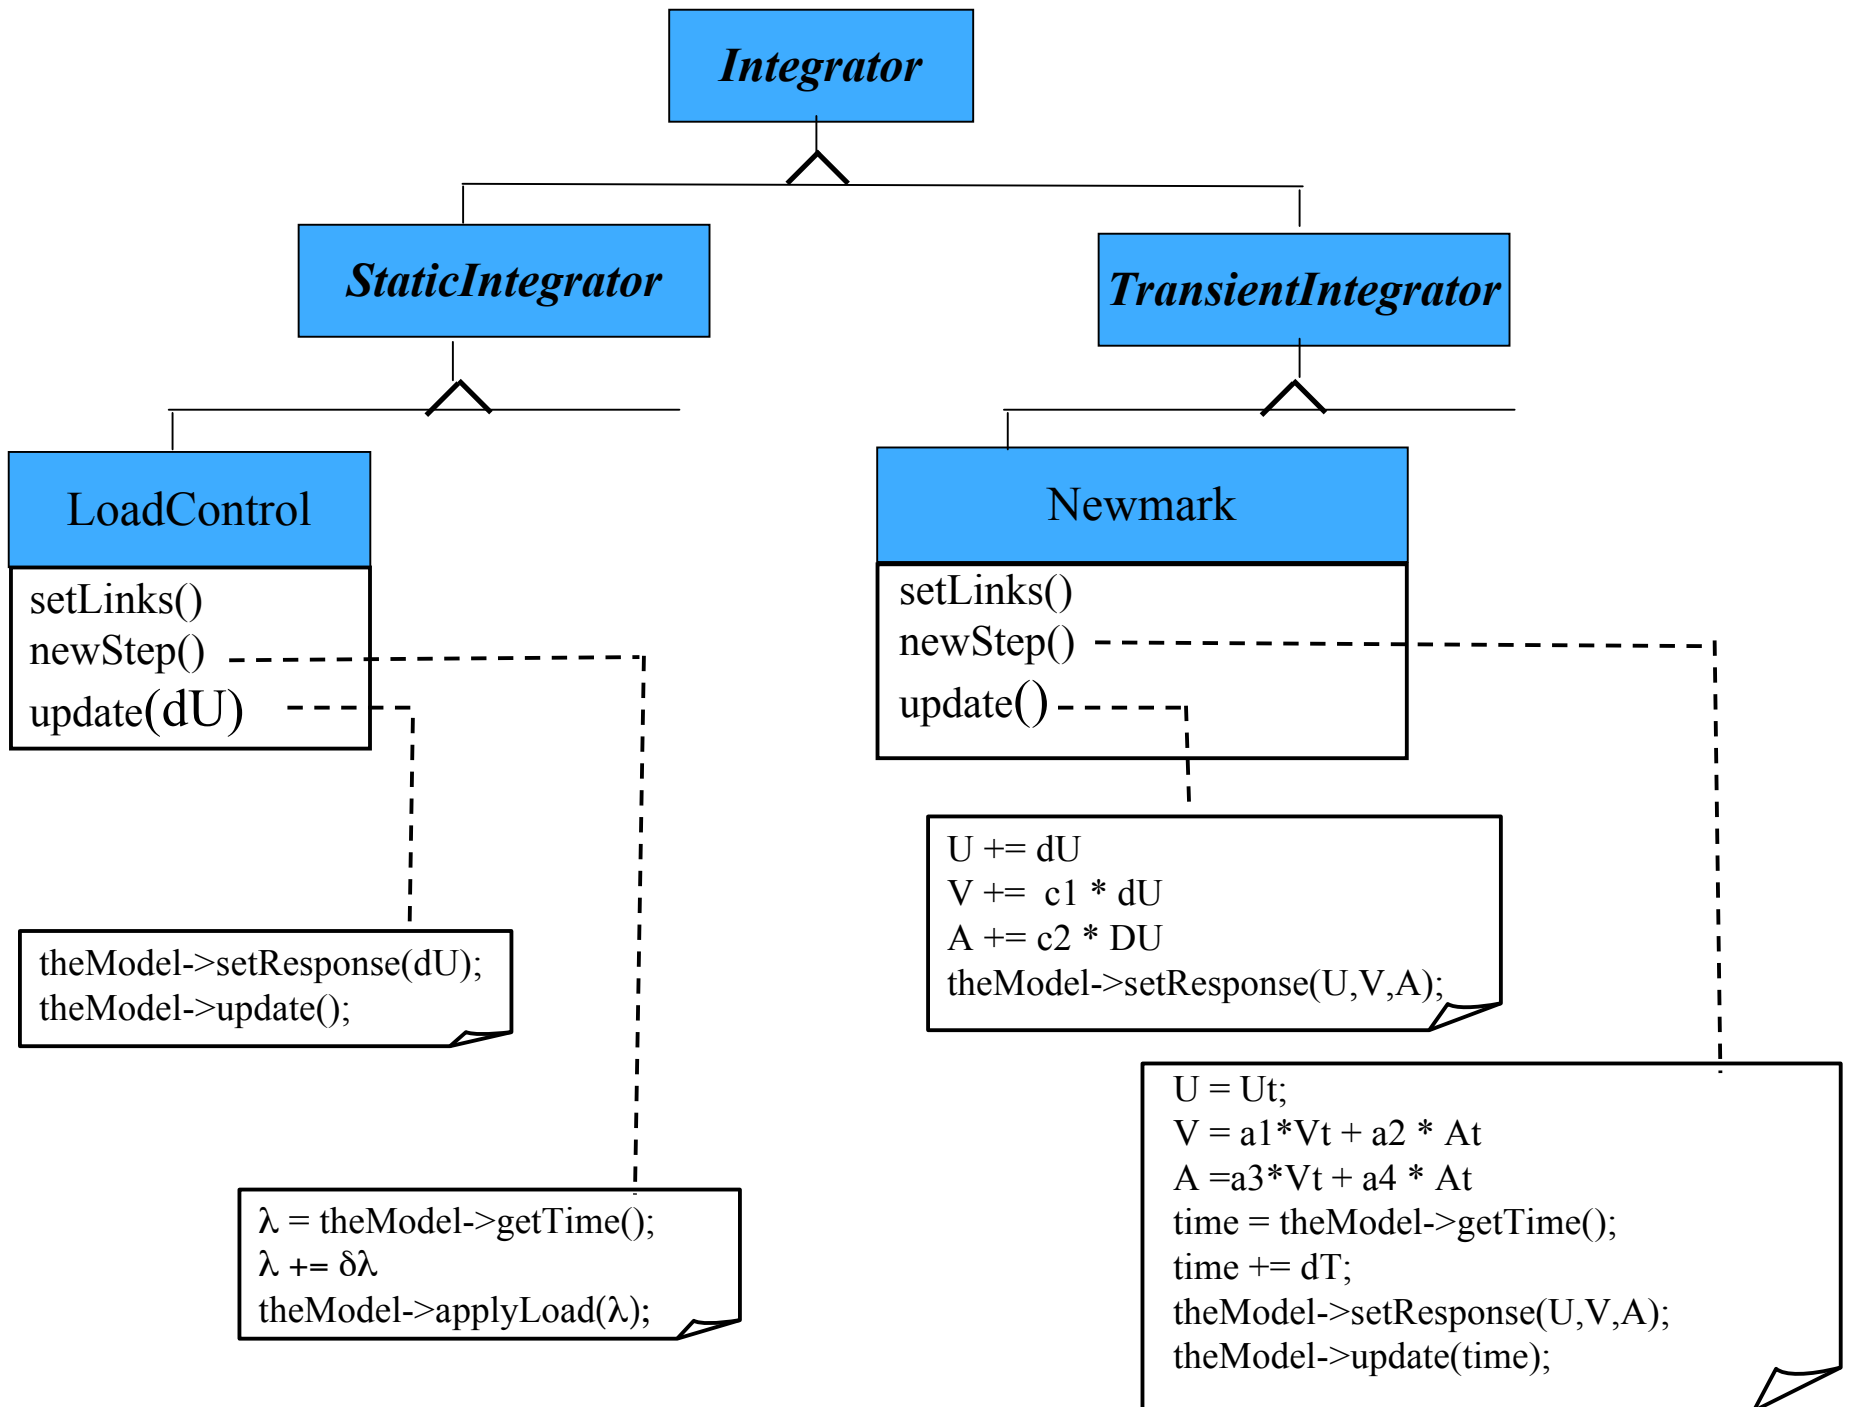 Integrator
StaticIntegrator
TransientIntegrator
LoadControl
setLinks()
newStep()
update(dU)
Newmark
setLinks()
newStep()
update()
theModel->setResponse(dU);
theModel->update();
λ = theModel->getTime();
λ += δλ
theModel->applyLoad(λ);
U += dU
V +=  c1 * dU
A += c2 * DU
theModel->setResponse(U,V,A);
U = Ut;
V = a1*Vt + a2 * At
A =a3*Vt + a4 * At
time = theModel->getTime();
time += dT;
theModel->setResponse(U,V,A);
theModel->update(time);